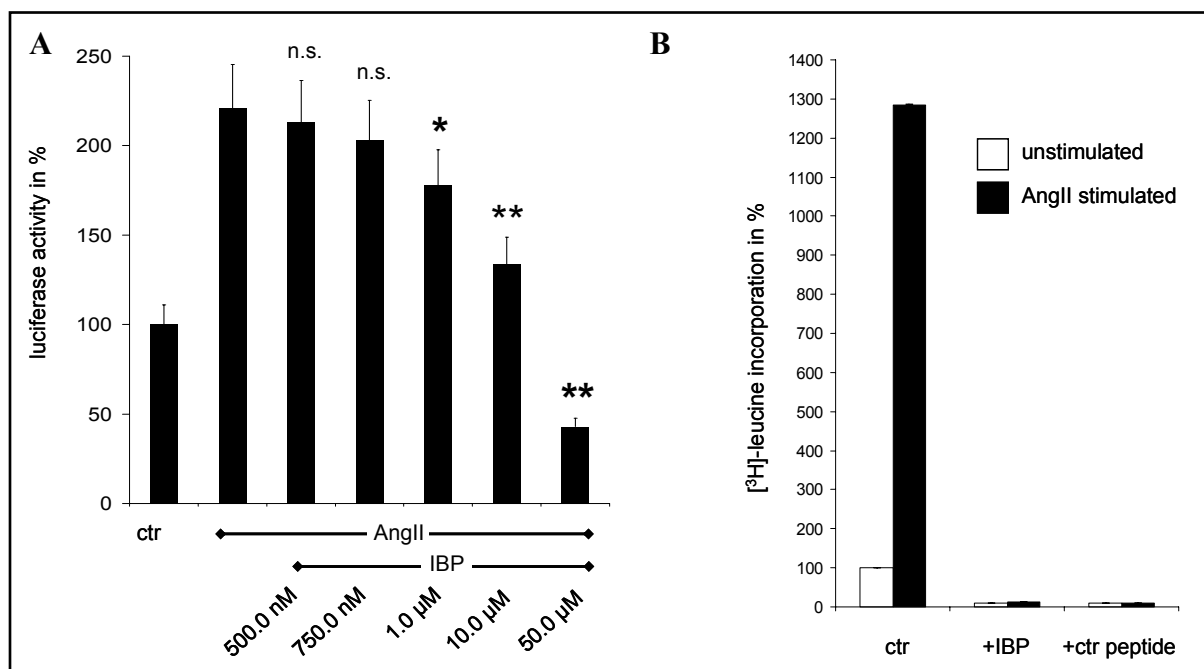 A
luciferase activity in %
250
200
150
100
50
0
n.s.
n.s.
*
**
**
ctr
AngII
IBP
500.0 nM
750.0 nM
1.0 µM
10.0 µM
50.0 µM
B
[³H]-leucine incorporation in %
1400
1300
1200
1100
1000
900
800
700
600
500
400
300
200
100
0
unstimulated
AngII stimulated
ctr
+IBP
+ctr peptide